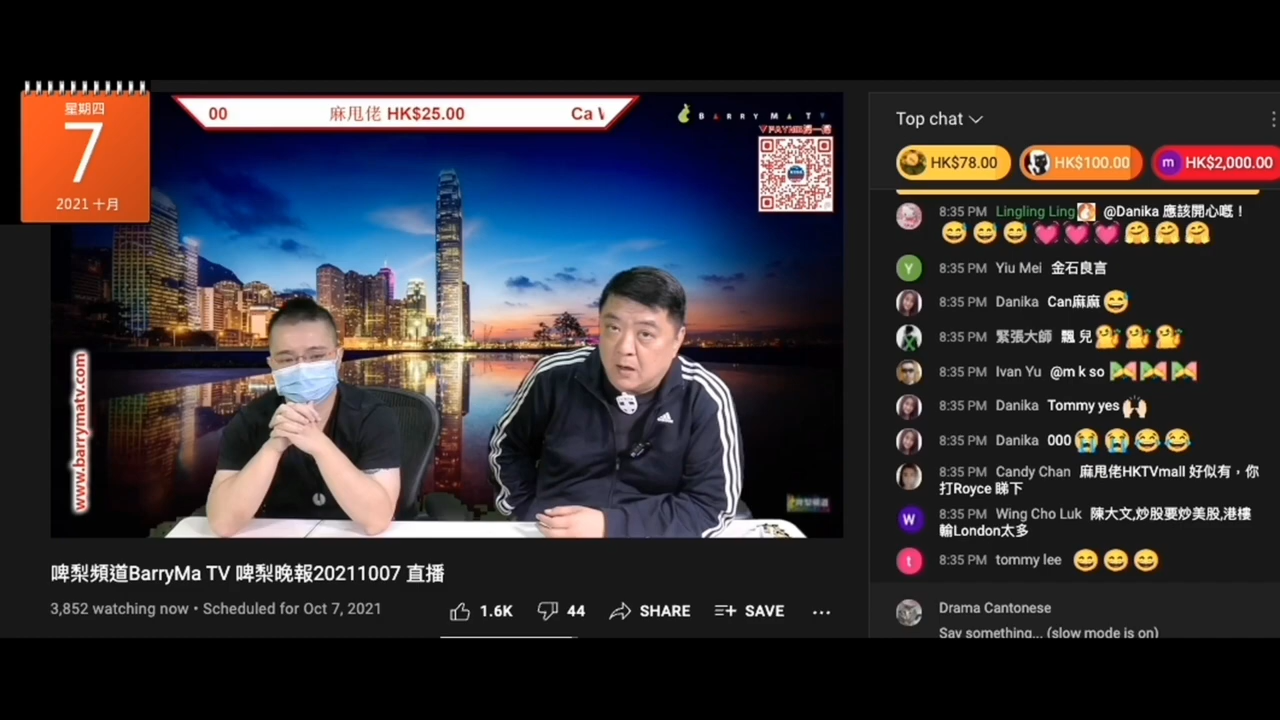 星期四
7
2021 十月
00 麻甩佬 HK$25.00 Ca
BARRYMATV
www.barrymatv.com
啤梨頻道BarryMa TV 啤梨晚報20211007 直播
3,852 watching now • Scheduled for Oct 7, 2021
1.6K 44 SHARE SAVE
Top chat
HK$78.00 HK$100.00 m HK$2,000.00
8:35 PM Lingling Ling @Danika 應該開心嘅！
😅😅😅💓💓💓🤗🤗🤗
Y 8:35 PM Yiu Mei 金石良言
8:35 PM Danika Can麻麻😅
8:35 PM 緊張大師 飄 兒
8:35 PM Ivan Yu @m k so
8:35 PM Danika Tommy yes🙌🏻
8:35 PM Danika 000😭😭😂😂
8:35 PM Candy Chan 麻甩佬HKTVmall 好似有，你
打Royce 睇下
W 8:35 PM Wing Cho Luk 陳大文,炒股要炒美股,港樓
輸London太多
t 8:35 PM tommy lee 😄😄😄
Drama Cantonese
Say something... (slow mode is on)